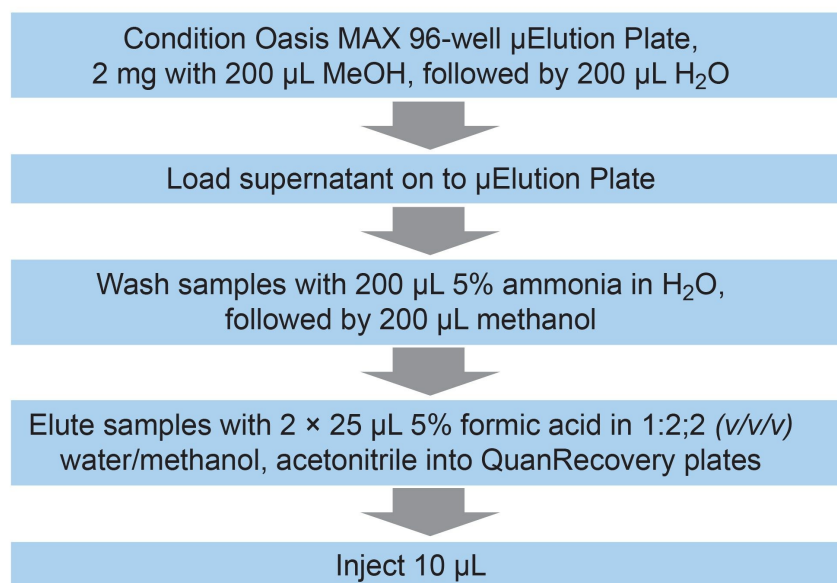 Condition Oasis MAX 96-well µElution Plate,
2 mg with 200 µL MeOH, followed by 200 µL H₂O
Load supernatant on to µElution Plate
Wash samples with 200 µL 5% ammonia in H₂O,
followed by 200 µL methanol
Elute samples with 2 × 25 µL 5% formic acid in 1:2;2 (v/v/v)
water/methanol, acetonitrile into QuanRecovery plates
Inject 10 µL